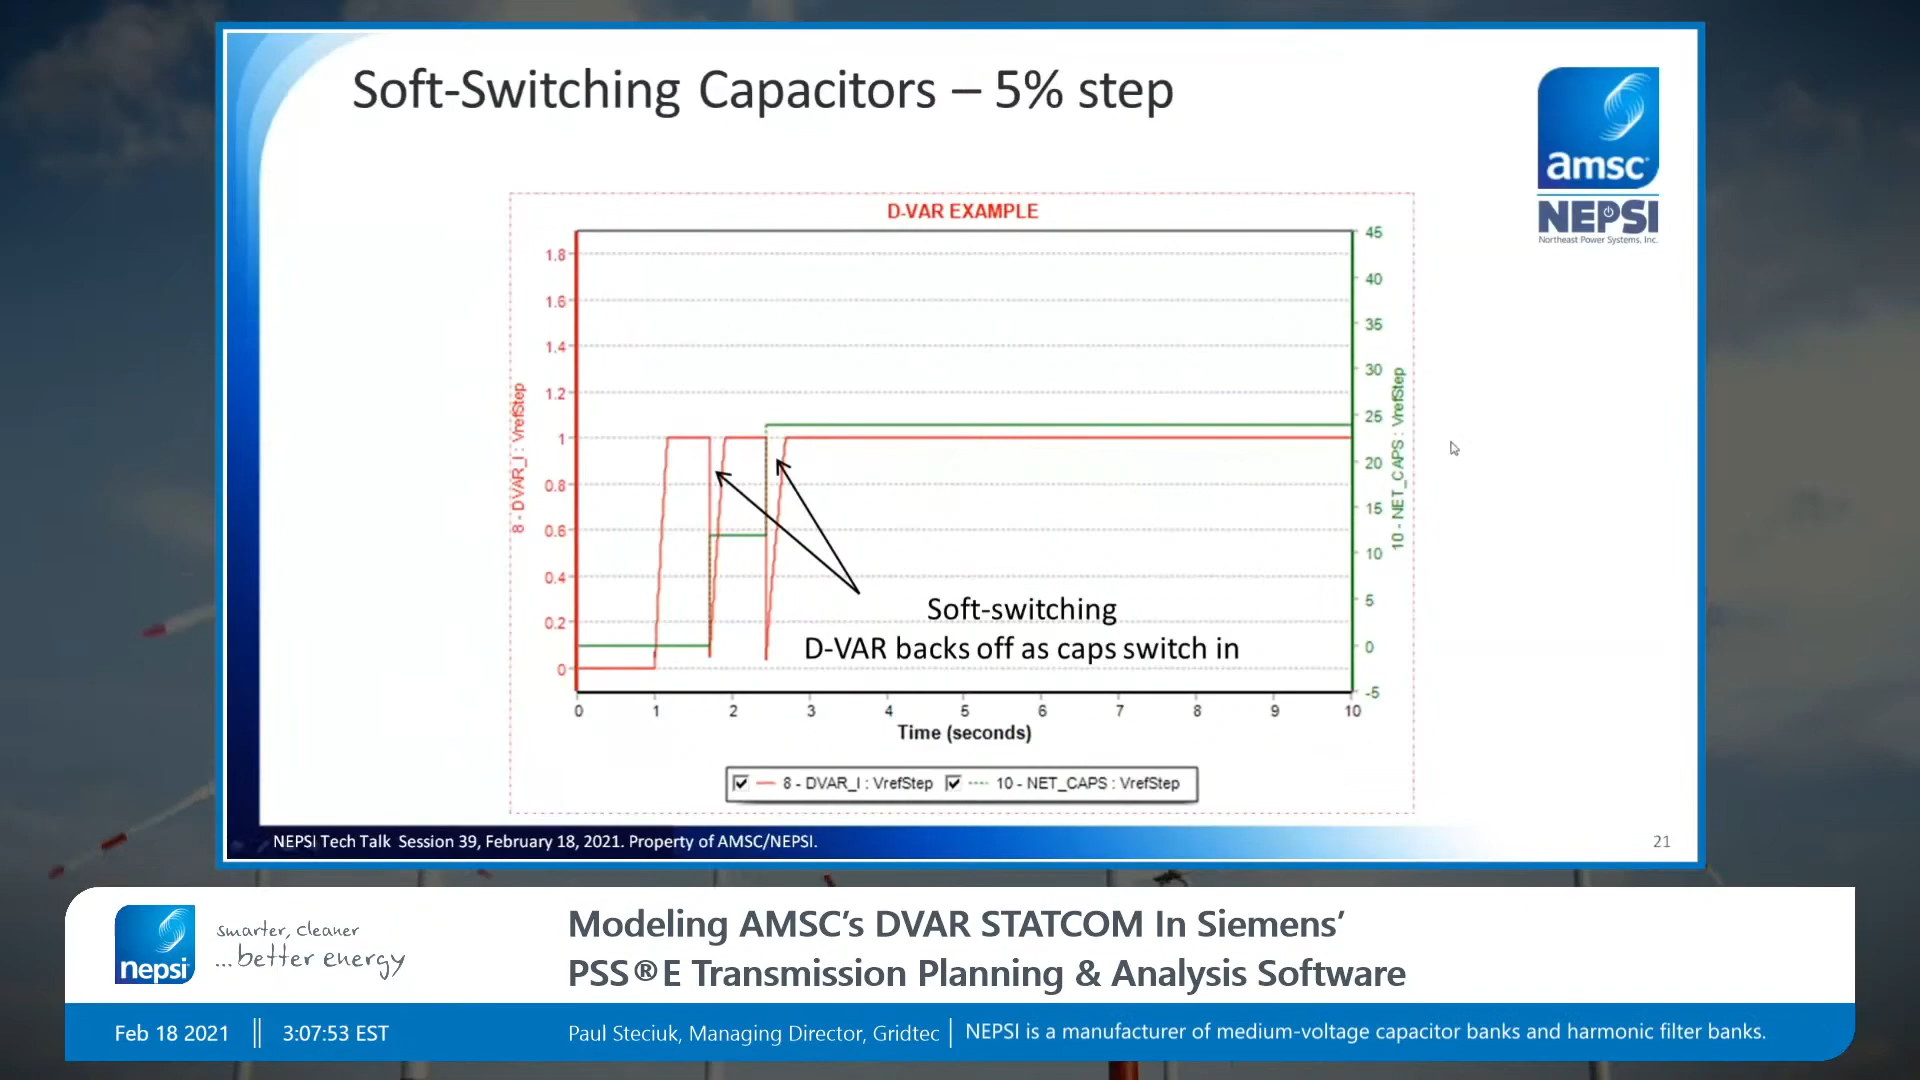 Soft-Switching Capacitors – 5% step
amsc
NEPSI
Northeast Power Systems, Inc.
D-VAR EXAMPLE
1.8
1.6
1.4
1.2
1
0.8
0.6
0.4
0.2
0
8 - DVAR_I : VrefStep
45
40
35
30
25
20
15
10
5
0
-5
10 - NET_CAPS : VrefStep
Soft-switching
D-VAR backs off as caps switch in
0 1 2 3 4 5 6 7 8 9 10
Time (seconds)
8 - DVAR_I : VrefStep 10 - NET_CAPS : VrefStep
NEPSI Tech Talk Session 39, February 18, 2021. Property of AMSC/NEPSI.
21
nepsi
smarter, cleaner
...better energy
Modeling AMSC’s DVAR STATCOM In Siemens’
PSS®E Transmission Planning & Analysis Software
Feb 18 2021 || 3:07:53 EST
Paul Steciuk, Managing Director, Gridtec | NEPSI is a manufacturer of medium-voltage capacitor banks and harmonic filter banks.